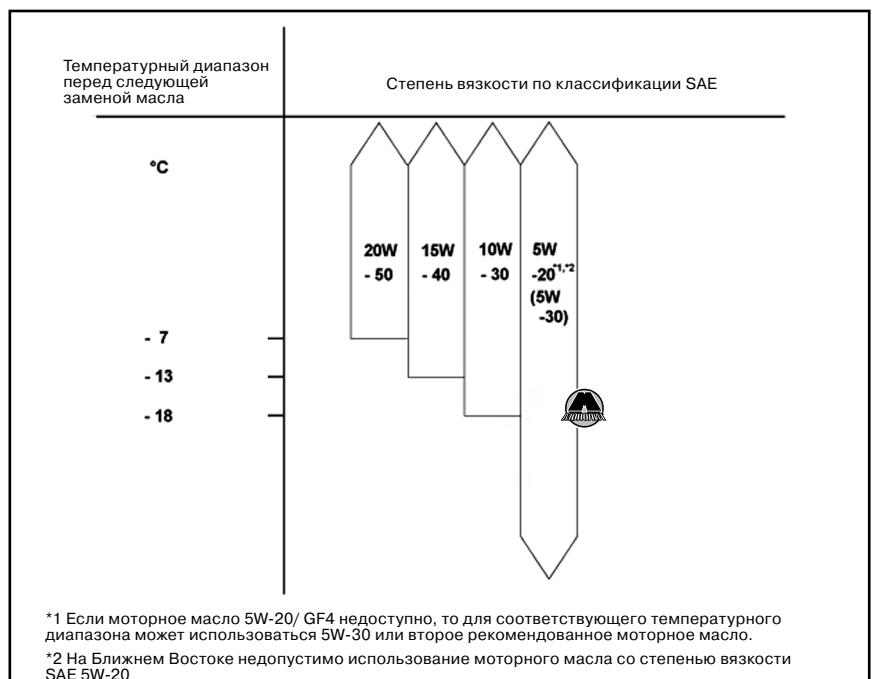 Температурный диапазон
перед следующей
заменой масла
Степень вязкости по классификации SAE
°C
20W
- 50
15W
- 40
10W
- 30
5W
-20*1,*2
(5W
-30)
- 7
- 13
- 18
*1 Если моторное масло 5W-20/ GF4 недоступно, то для соответствующего температурного
диапазона может использоваться 5W-30 или второе рекомендованное моторное масло.
*2 На Ближнем Востоке недопустимо использование моторного масла со степенью вязкости
SAE 5W-20